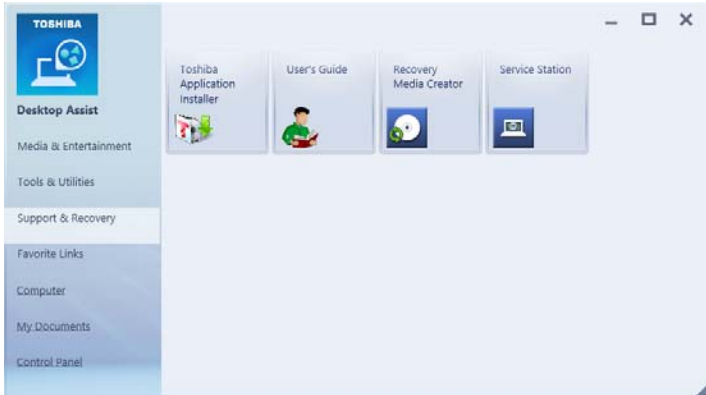 TOSHIBA
Desktop Assist
Media & Entertainment
Tools & Utilities
Support & Recovery
Favorite Links
Computer
My Documents
Control Panel
Toshiba
Application
Installer
User's Guide
Recovery
Media Creator
Service Station